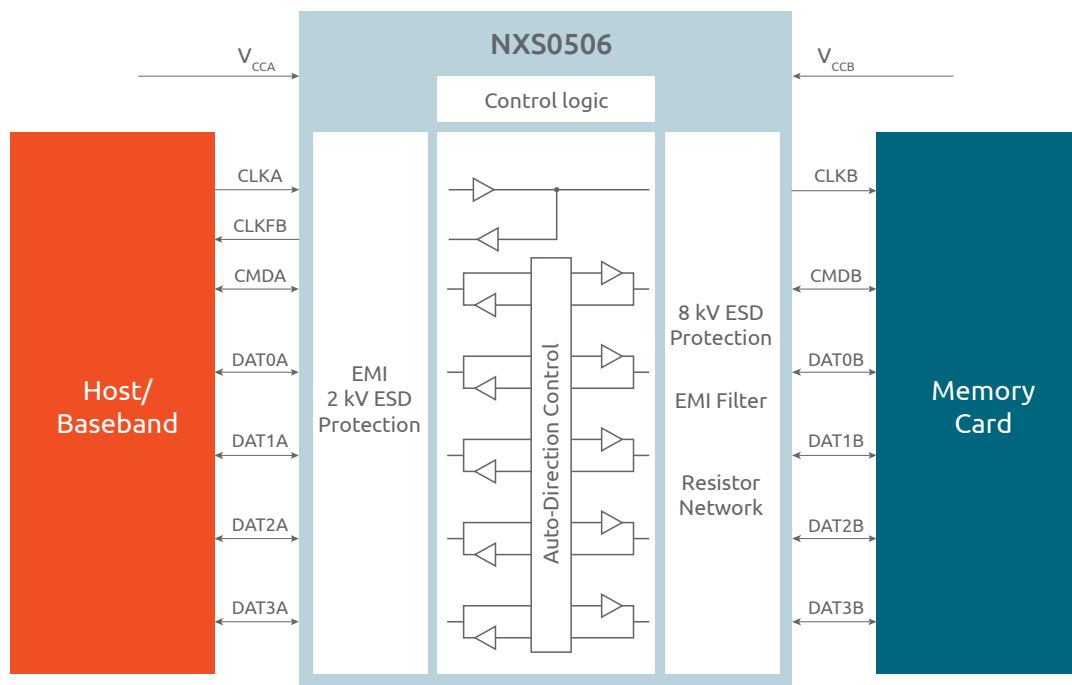 NXS0506
VCCA
VCCB
Control logic
CLKA
CLKB
CLKFB
CMDA
CMDB
DAT0A
DAT0B
DAT1A
DAT1B
DAT2A
DAT2B
DAT3A
DAT3B
Host/
Baseband
EMI
2 kV ESD
Protection
Auto-Direction Control
8 kV ESD
Protection
EMI Filter
Resistor
Network
Memory
Card